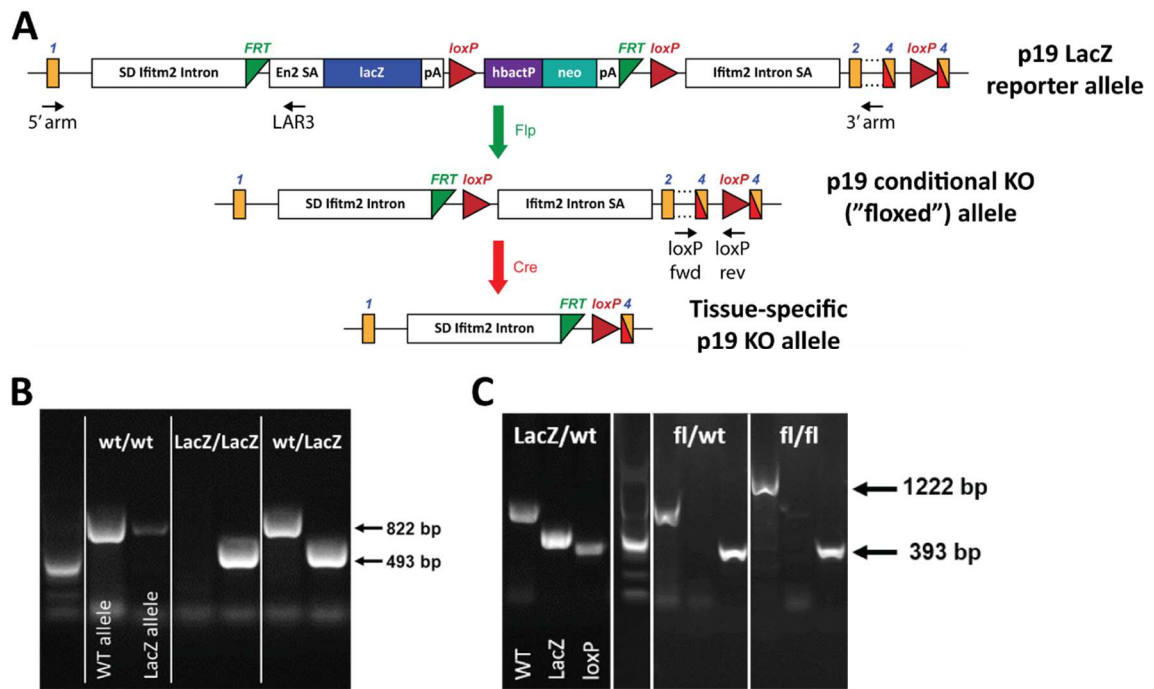 A
1 FRT loxP FRT loxP 2 4 loxP 4
SD Ifitm2 Intron En2 SA lacZ pA hbactP neo pA Ifitm2 Intron SA
p19 LacZ
reporter allele
5' arm LAR3 3' arm
Flp
1 FRT loxP 2 4 loxP 4
SD Ifitm2 Intron Ifitm2 Intron SA
p19 conditional KO
("floxed") allele
loxP loxP
fwd rev
Cre
1 FRT loxP 4
SD Ifitm2 Intron
Tissue-specific
p19 KO allele
B
wt/wt LacZ/LacZ wt/LacZ
822 bp
493 bp
WT allele
LacZ allele
C
LacZ/wt fl/wt fl/fl
1222 bp
393 bp
WT
LacZ
loxP